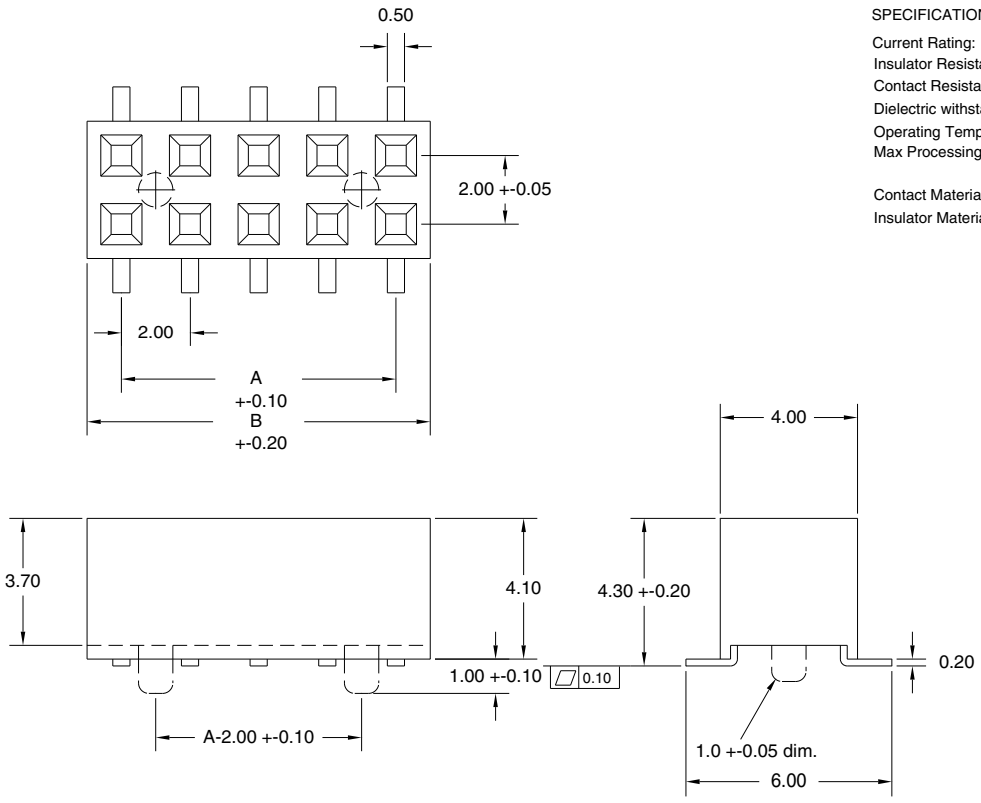 0.50
SPECIFICATION
Current Rating:
Insulator Resista
Contact Resista
Dielectric withsta
Operating Temp
Max Processing
Contact Materia
Insulator Materia
2.00 +-0.05
2.00
A
+-0.10
B
+-0.20
4.00
3.70
4.10
4.30 +-0.20
1.00 +-0.10
0.10
0.20
A-2.00 +-0.10
1.0 +-0.05 dim.
6.00